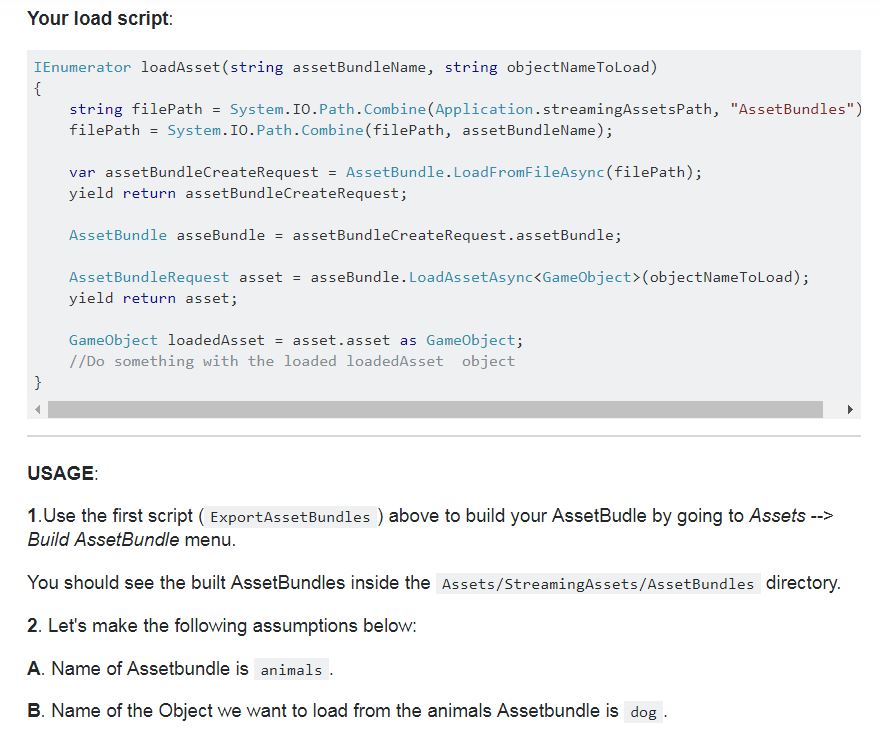 Your load script:
IEnumerator loadAsset(string assetBundleName, string objectNameToLoad)
{
    string filePath = System.IO.Path.Combine(Application.streamingAssetsPath, "AssetBundles")
    filePath = System.IO.Path.Combine(filePath, assetBundleName);

    var assetBundleCreateRequest = AssetBundle.LoadFromFileAsync(filePath);
    yield return assetBundleCreateRequest;

    AssetBundle asseBundle = assetBundleCreateRequest.assetBundle;

    AssetBundleRequest asset = asseBundle.LoadAssetAsync<GameObject>(objectNameToLoad);
    yield return asset;

    GameObject loadedAsset = asset.asset as GameObject;
    //Do something with the loaded loadedAsset  object
}
USAGE:
1.Use the first script ( ExportAssetBundles ) above to build your AssetBudle by going to Assets -->
Build AssetBundle menu.
You should see the built AssetBundles inside the Assets/StreamingAssets/AssetBundles directory.
2. Let's make the following assumptions below:
A. Name of Assetbundle is animals .
B. Name of the Object we want to load from the animals Assetbundle is dog .